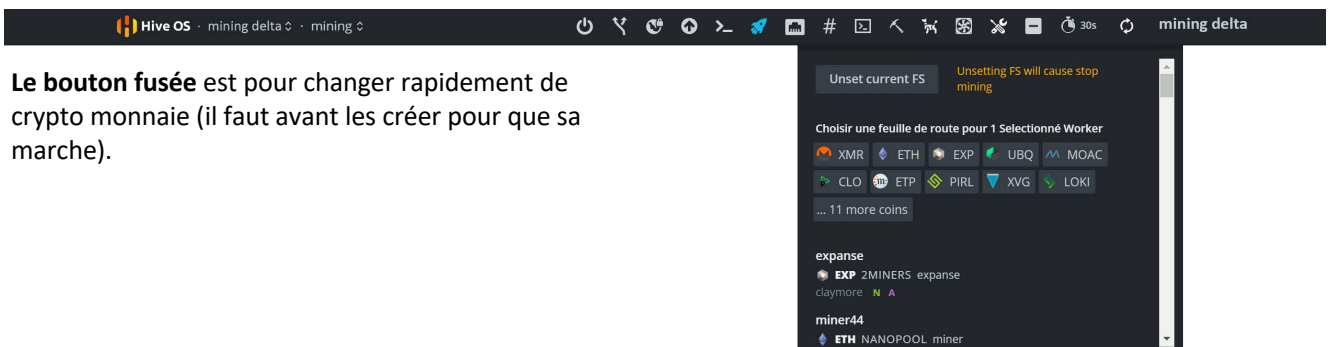 Hive OS · mining delta · mining # 30s mining delta
Le bouton fusée est pour changer rapidement de
crypto monnaie (il faut avant les créer pour que sa
marche).
Unset current FS
Unsetting FS will cause stop
mining
Choisir une feuille de route pour 1 Selectionné Worker
XMR ETH EXP UBQ MOAC
CLO ETP PIRL XVG LOKI
... 11 more coins
expanse
EXP 2MINERS expanse
claymore N A
miner44
ETH NANOPOOL miner